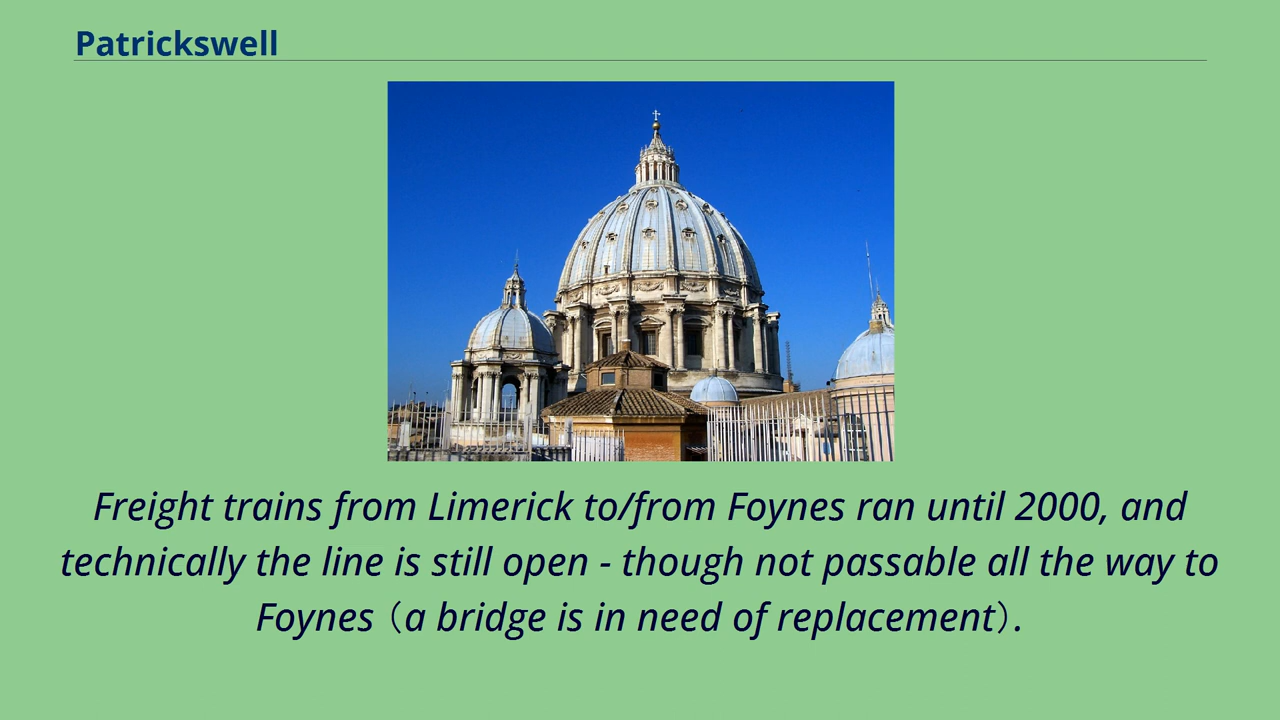 Patrickswell
Freight trains from Limerick to/from Foynes ran until 2000, and
technically the line is still open - though not passable all the way to
Foynes（a bridge is in need of replacement）.